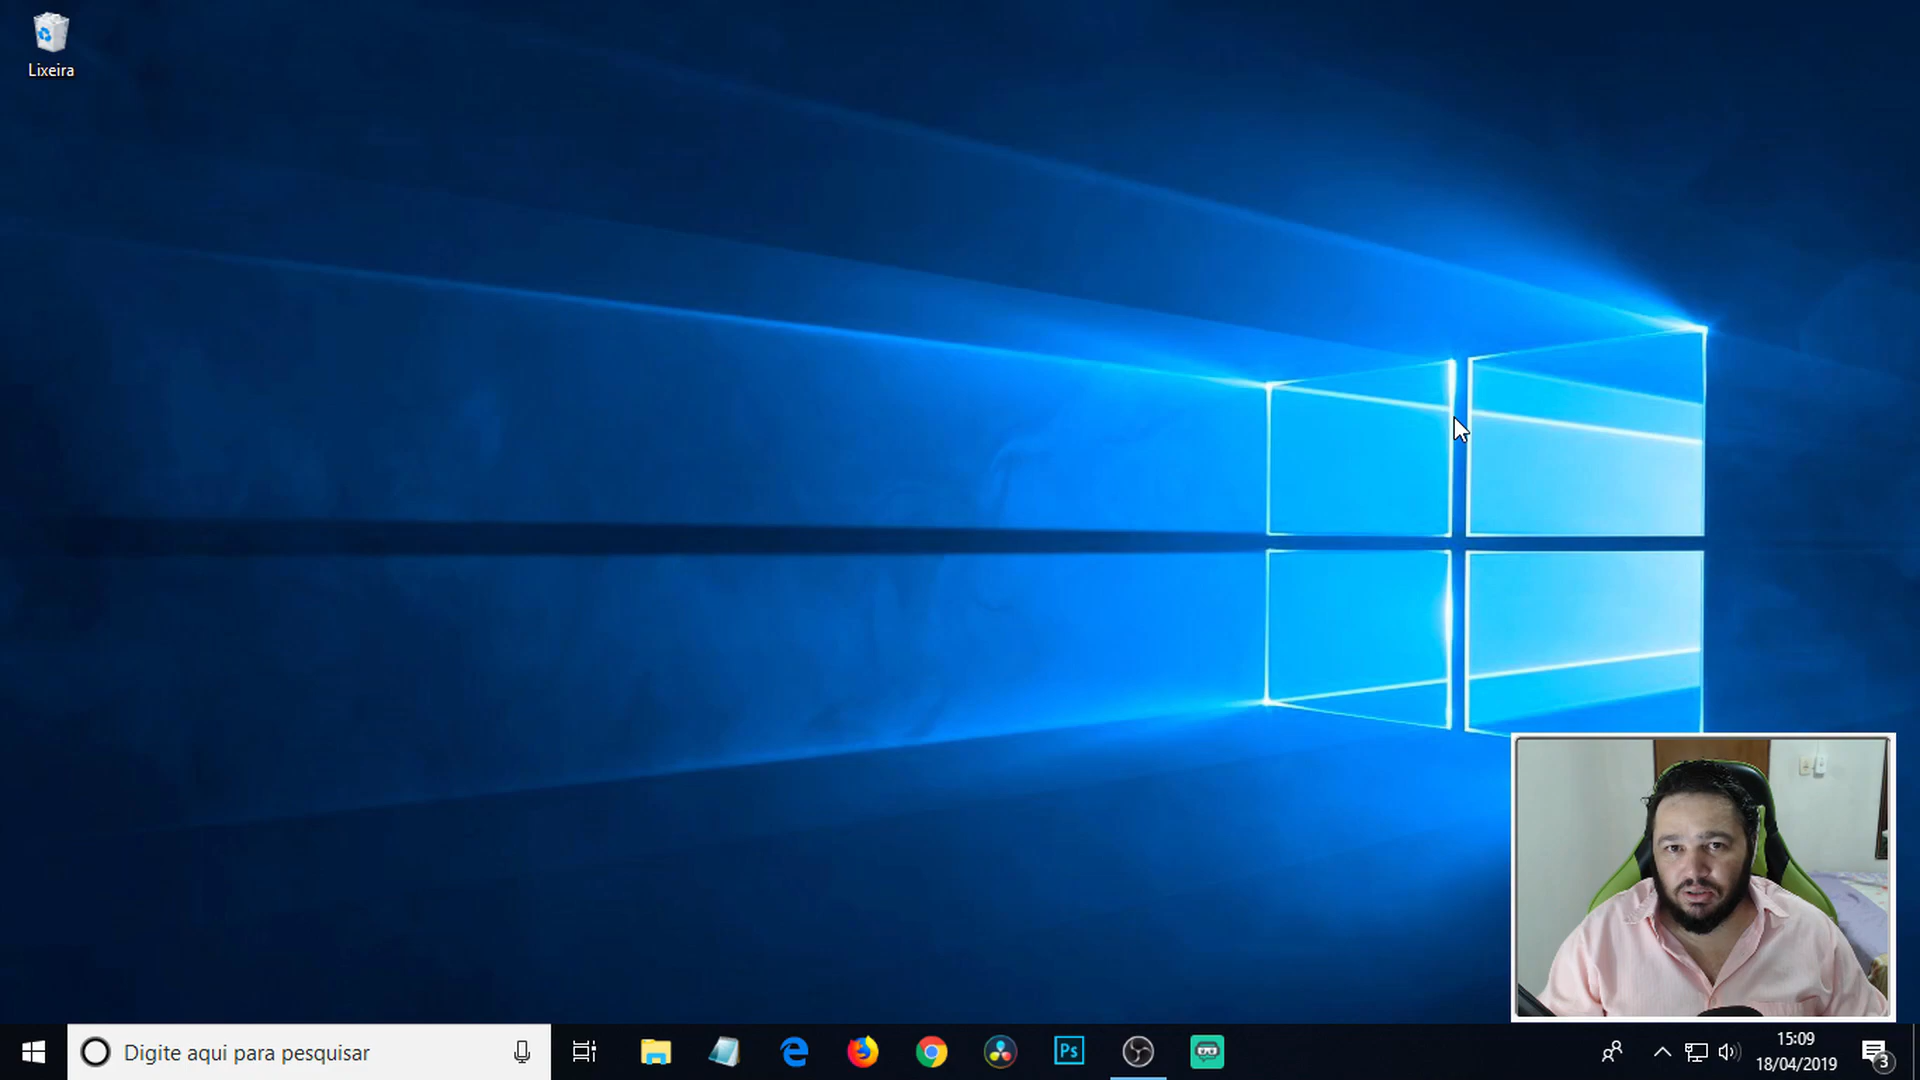 Lixeira
Digite aqui para pesquisar
Ps
15:09
18/04/2019
3